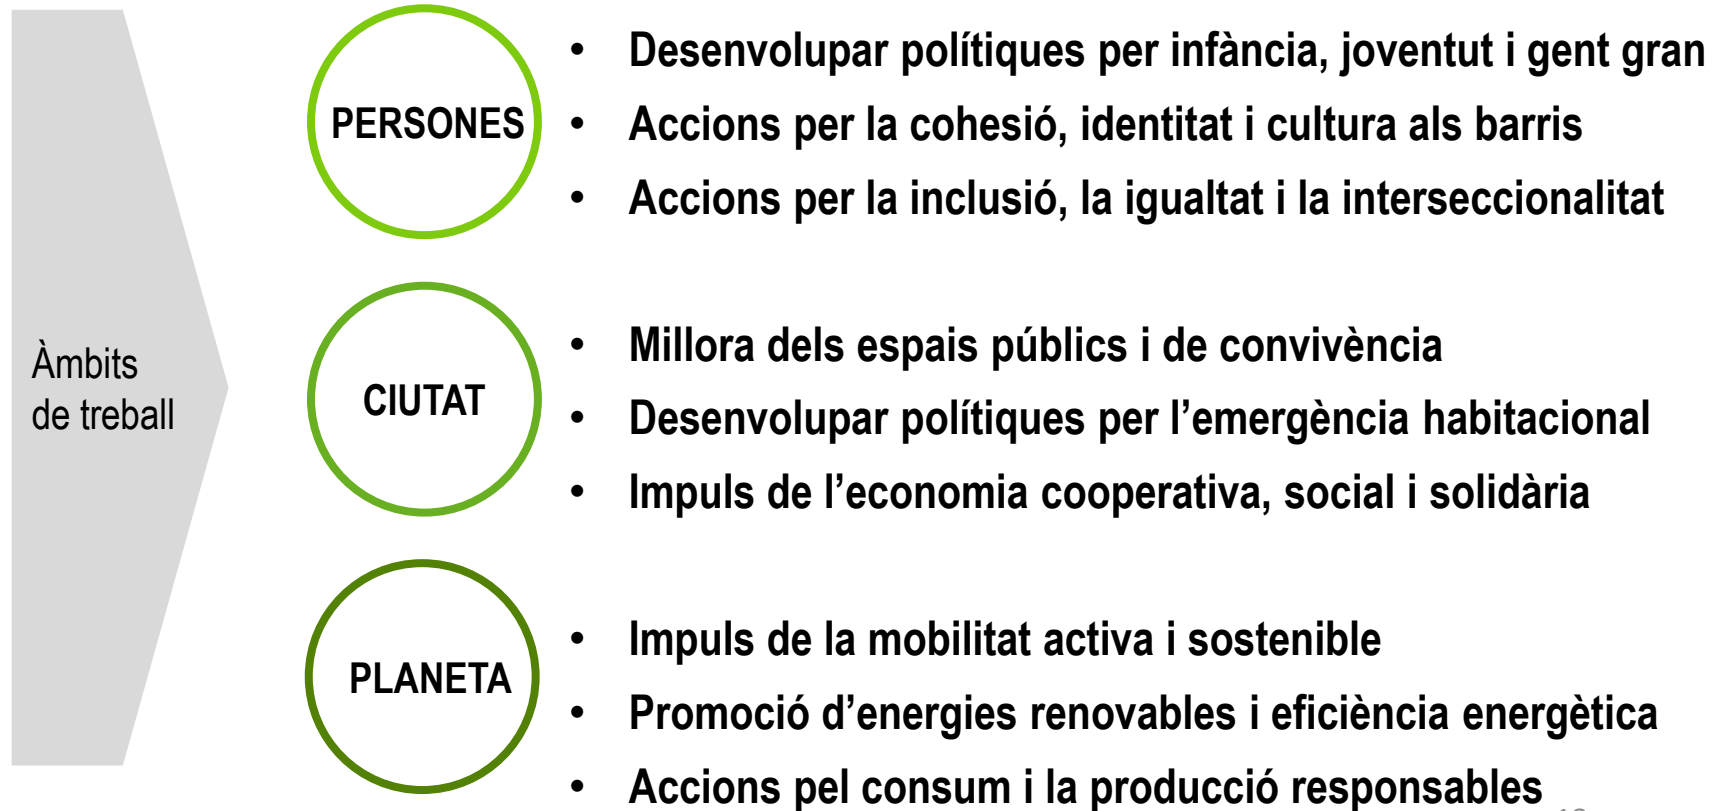 Àmbits
de treball
PERSONES
• Desenvolupar polítiques per infància, joventut i gent gran
• Accions per la cohesió, identitat i cultura als barris
• Accions per la inclusió, la igualtat i la interseccionalitat
CIUTAT
• Millora dels espais públics i de convivència
• Desenvolupar polítiques per l’emergència habitacional
• Impuls de l’economia cooperativa, social i solidària
PLANETA
• Impuls de la mobilitat activa i sostenible
• Promoció d’energies renovables i eficiència energètica
• Accions pel consum i la producció responsables